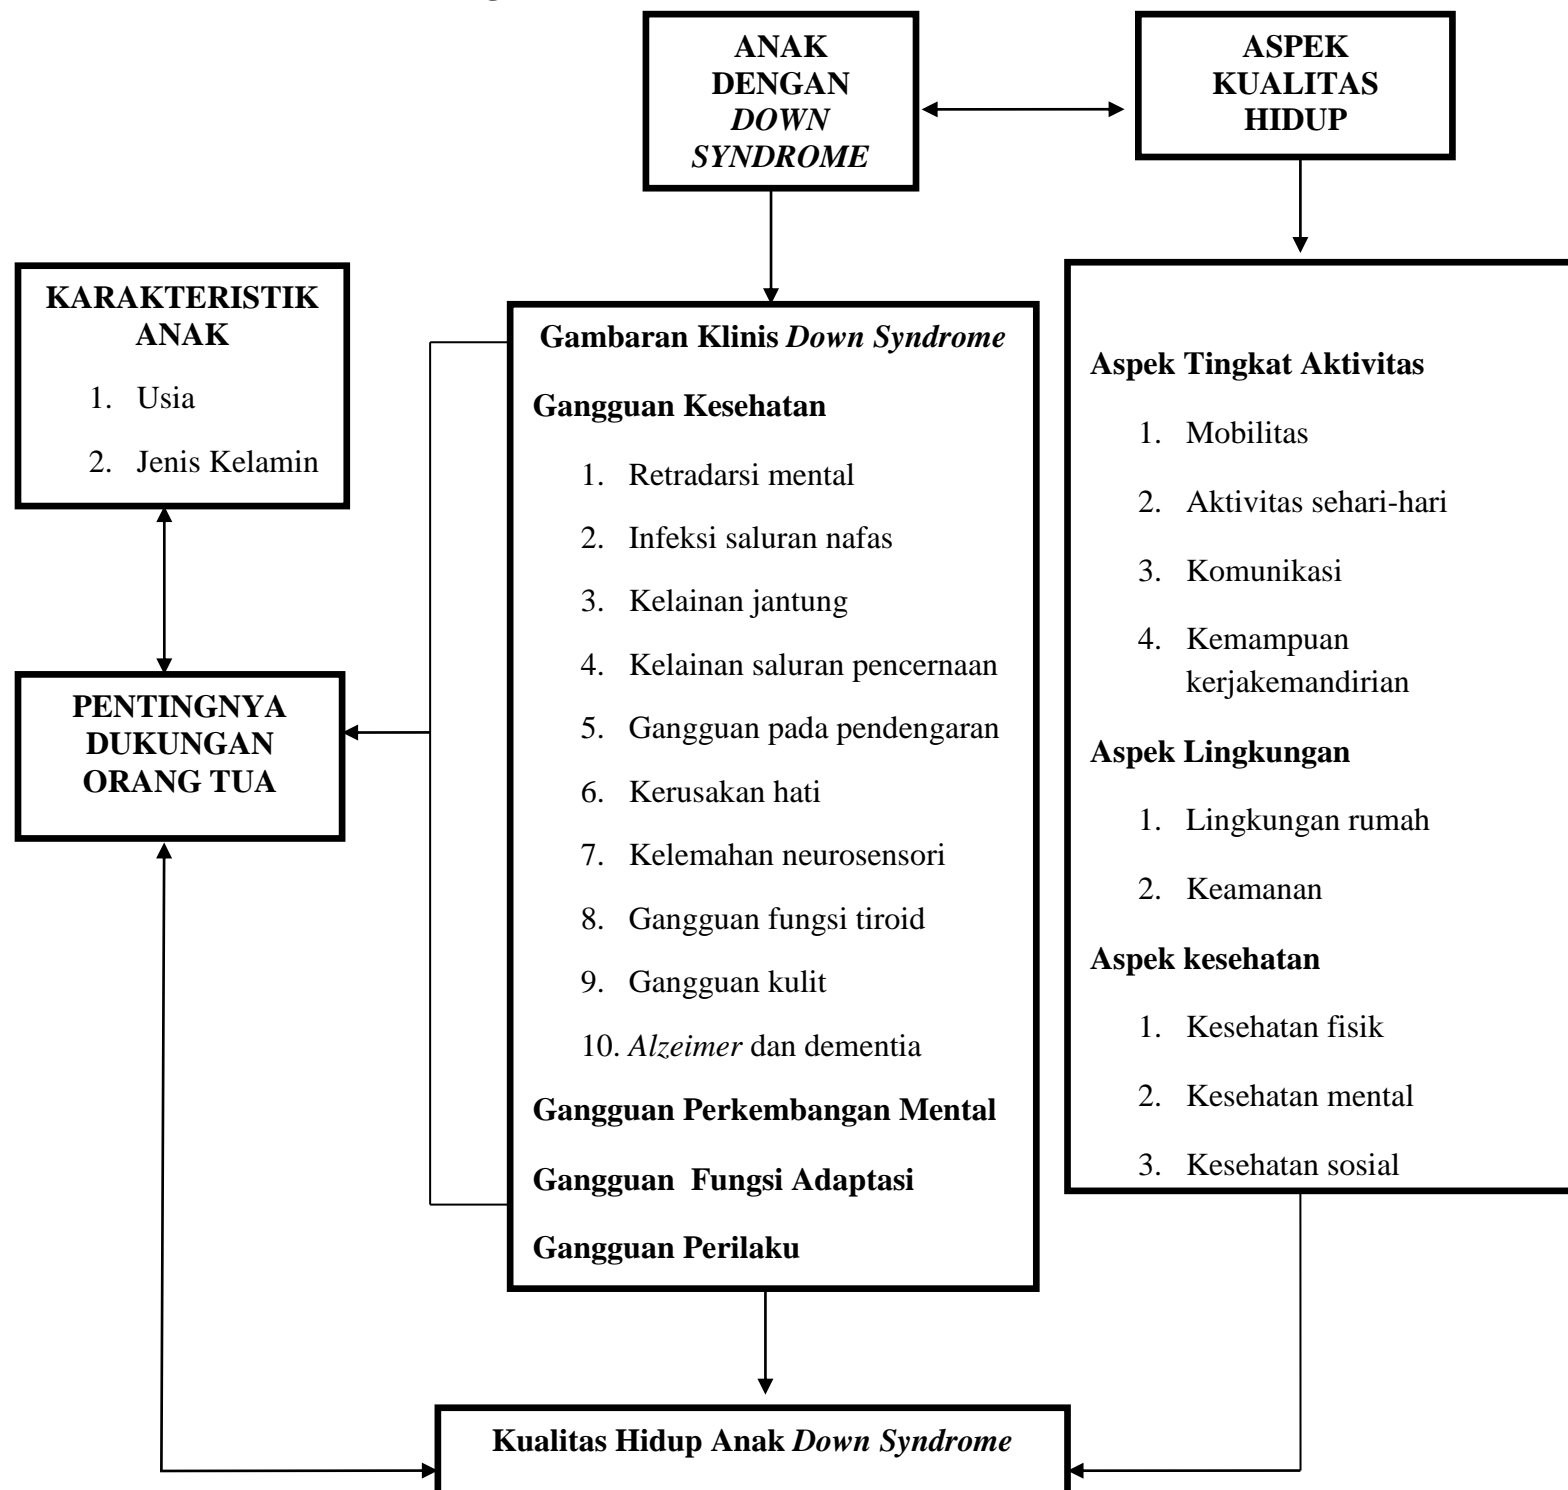 ANAK
DENGAN
DOWN
SYNDROME
ASPEK
KUALITAS
HIDUP
KARAKTERISTIK
ANAK
1. Usia
2. Jenis Kelamin
PENTINGNYA
DUKUNGAN
ORANG TUA
Gambaran Klinis Down Syndrome
Gangguan Kesehatan
1. Retradarsi mental
2. Infeksi saluran nafas
3. Kelainan jantung
4. Kelainan saluran pencernaan
5. Gangguan pada pendengaran
6. Kerusakan hati
7. Kelemahan neurosensori
8. Gangguan fungsi tiroid
9. Gangguan kulit
10. Alzeimer dan dementia
Gangguan Perkembangan Mental
Gangguan Fungsi Adaptasi
Gangguan Perilaku
Aspek Tingkat Aktivitas
1. Mobilitas
2. Aktivitas sehari-hari
3. Komunikasi
4. Kemampuan
kerjakemandirian
Aspek Lingkungan
1. Lingkungan rumah
2. Keamanan
Aspek kesehatan
1. Kesehatan fisik
2. Kesehatan mental
3. Kesehatan sosial
Kualitas Hidup Anak Down Syndrome